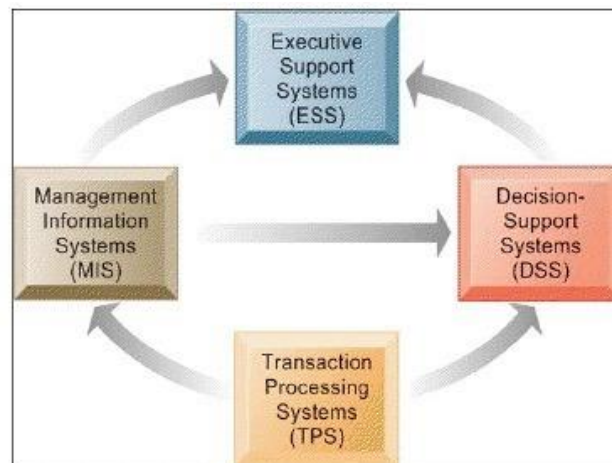 Executive
Support
Systems
(ESS)
Management
Information
Systems
(MIS)
Decision-
Support
Systems
(DSS)
Transaction
Processing
Systems
(TPS)